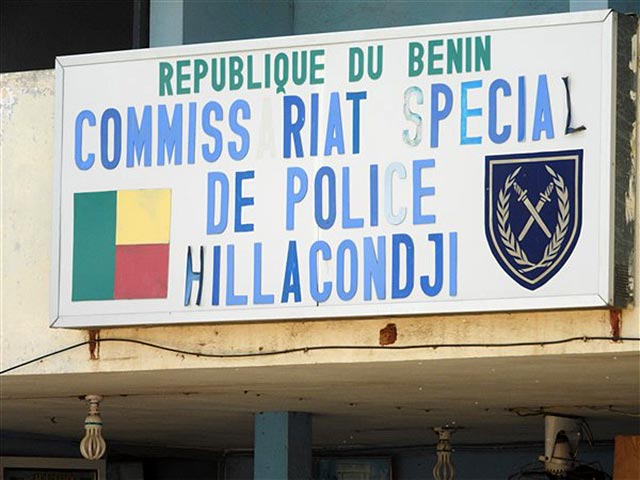 REPUBLIQUE DU BENIN
COMMISSARIAT SPECIAL
DE POLICE
HILLACONDJI